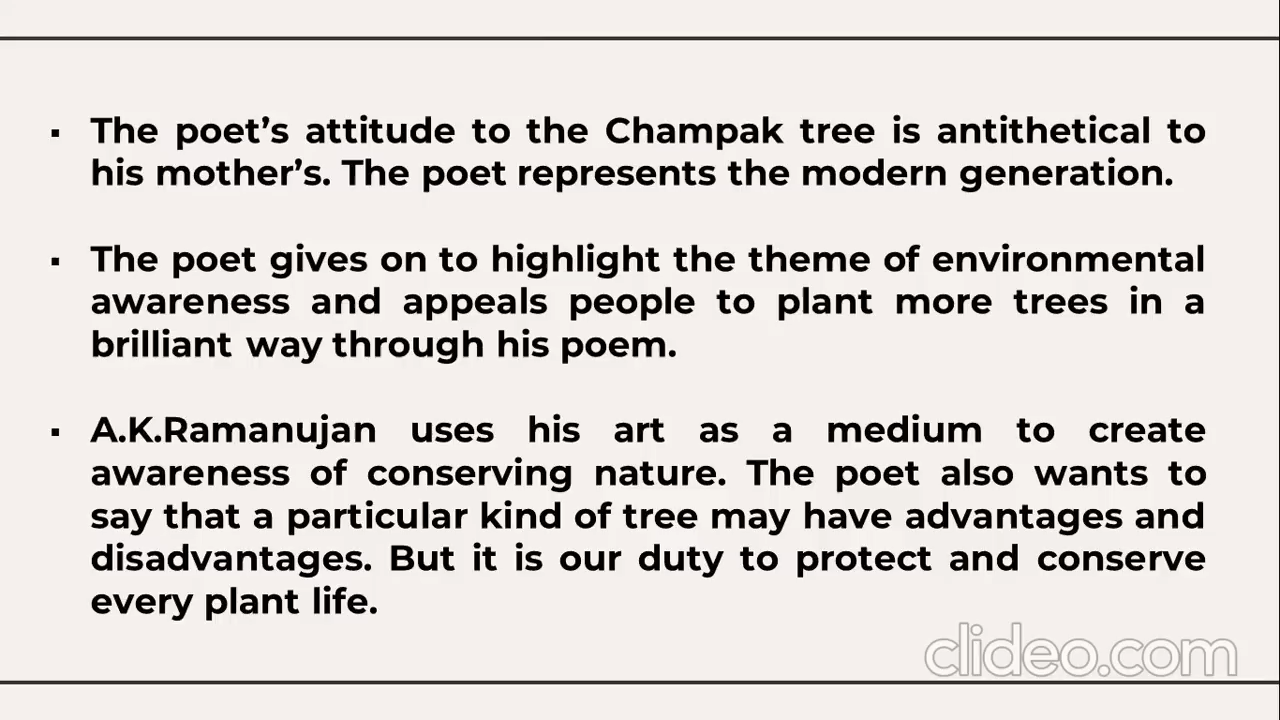 ▪ The poet’s attitude to the Champak tree is antithetical to
his mother’s. The poet represents the modern generation.
▪ The poet gives on to highlight the theme of environmental
awareness and appeals people to plant more trees in a
brilliant way through his poem.
▪ A.K.Ramanujan uses his art as a medium to create
awareness of conserving nature. The poet also wants to
say that a particular kind of tree may have advantages and
disadvantages. But it is our duty to protect and conserve
every plant life.
clideo.com